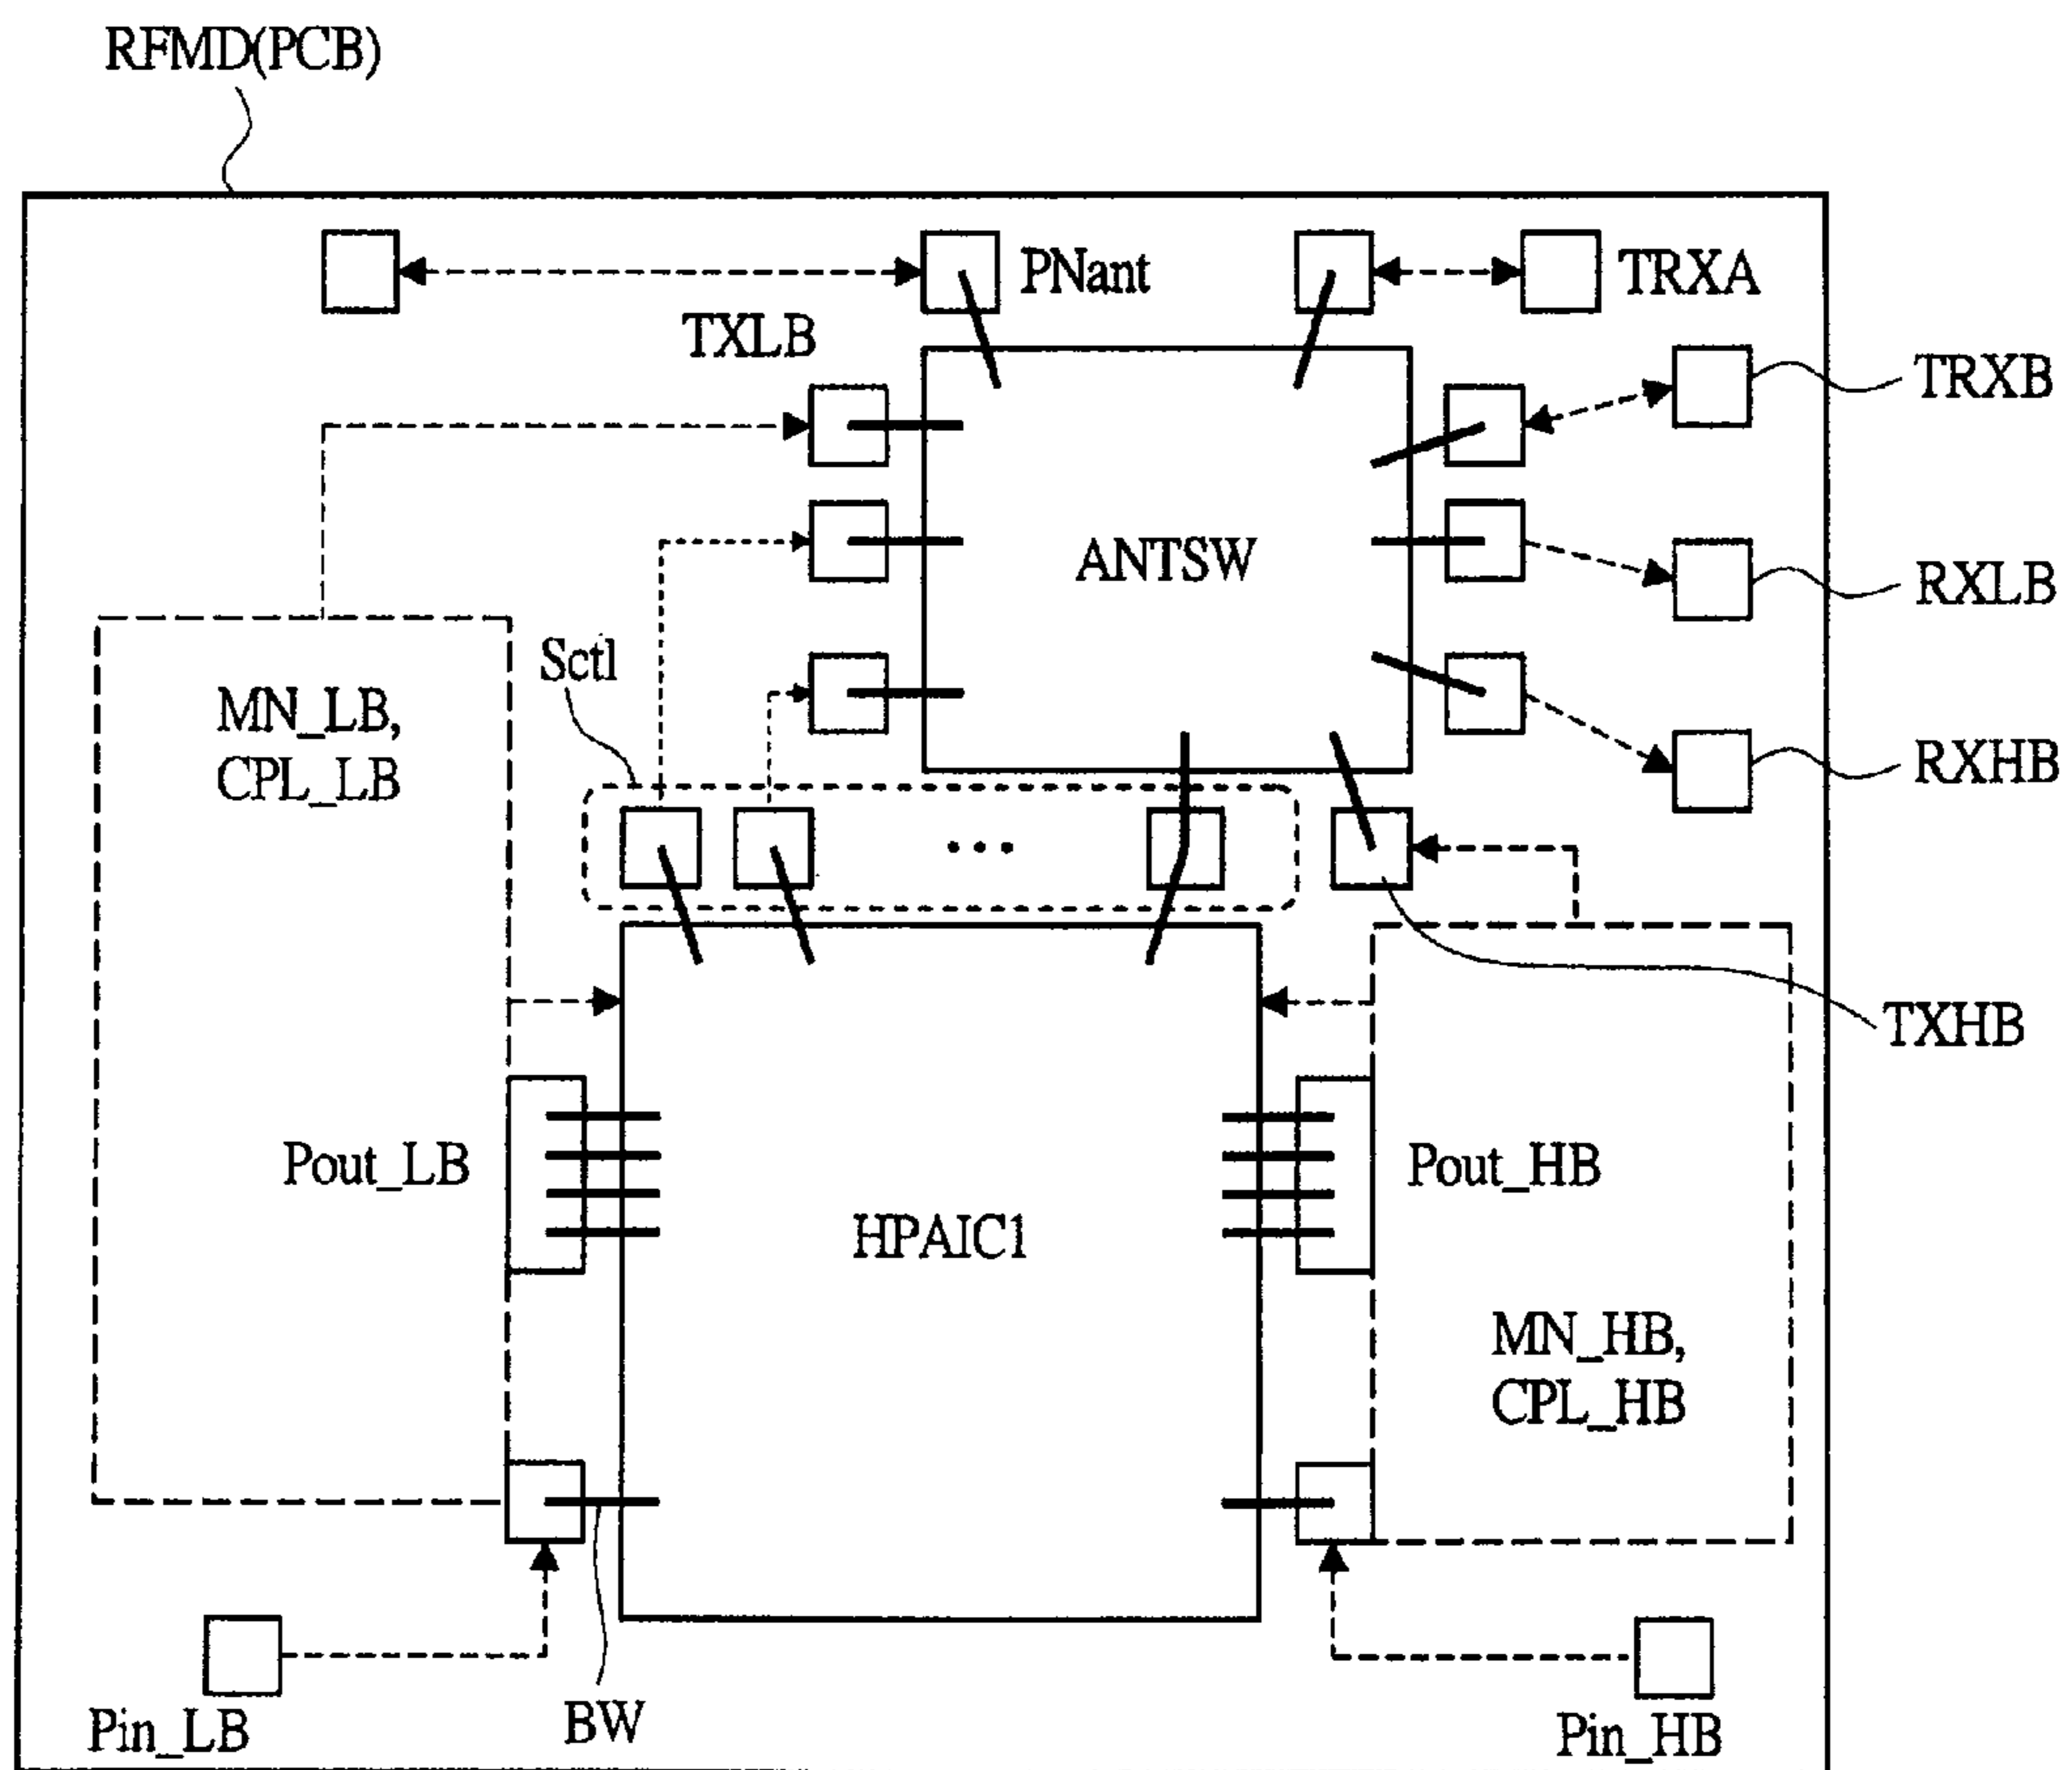 RFMD(PCB)
PNant
TRXA
TXLB
TRXB
ANTSW
RXLB
Sctl
MN_LB,
CPL_LB
RXHB
...
TXHB
Pout_LB
Pout_HB
HPAIC1
MN_HB,
CPL_HB
Pin_LB
BW
Pin_HB